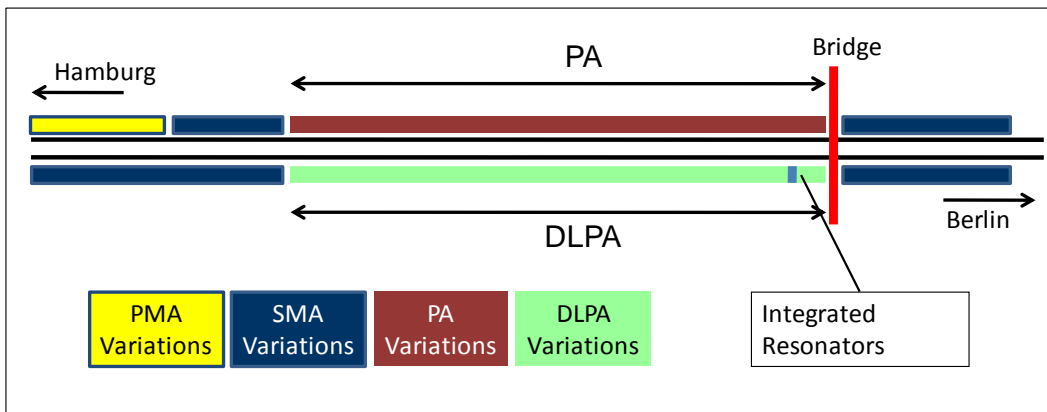 Hamburg
PA
Bridge
DLPA
Berlin
PMA
Variations
SMA
Variations
PA
Variations
DLPA
Variations
Integrated
Resonators